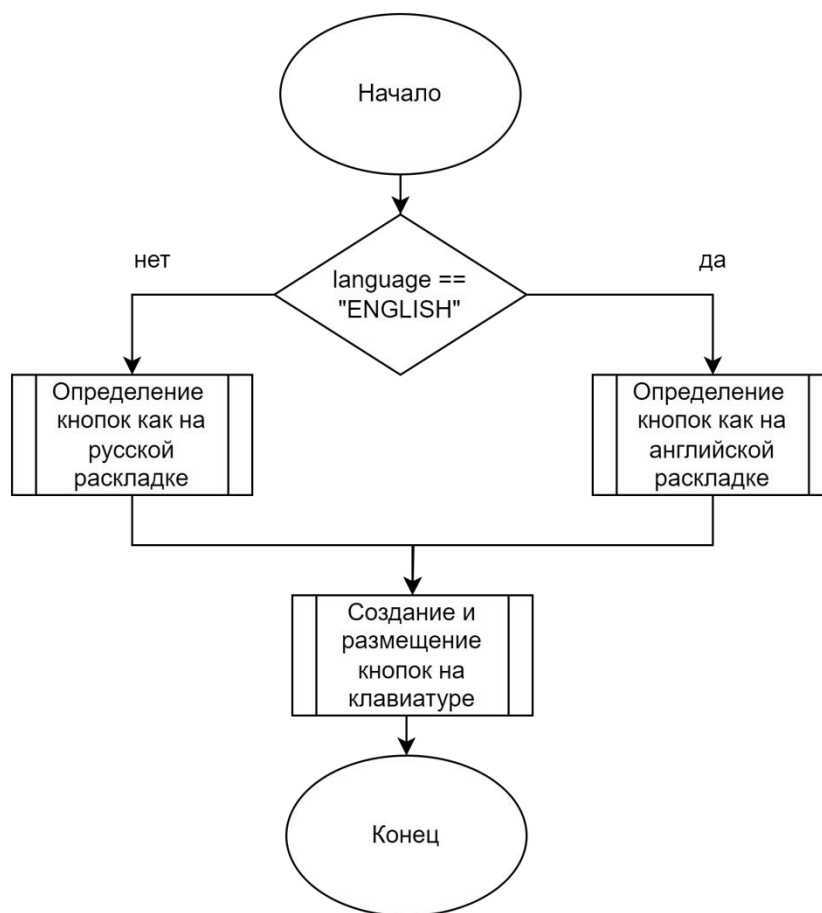 Начало
нет
да
language ==
"ENGLISH"
Определение
кнопок как на
русской
раскладке
Определение
кнопок как на
английской
раскладке
Создание и
размещение
кнопок на
клавиатуре
Конец